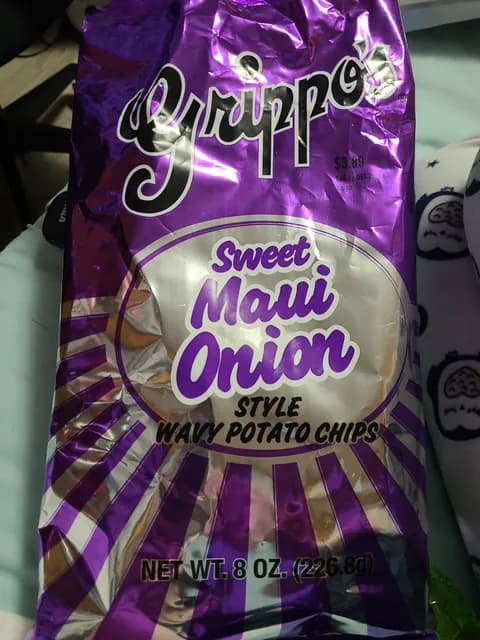 Grippo's
$3.89
Sweet
Maui
Onion
STYLE
WAVY POTATO CHIPS
NET WT. 8 OZ. (226.8g)